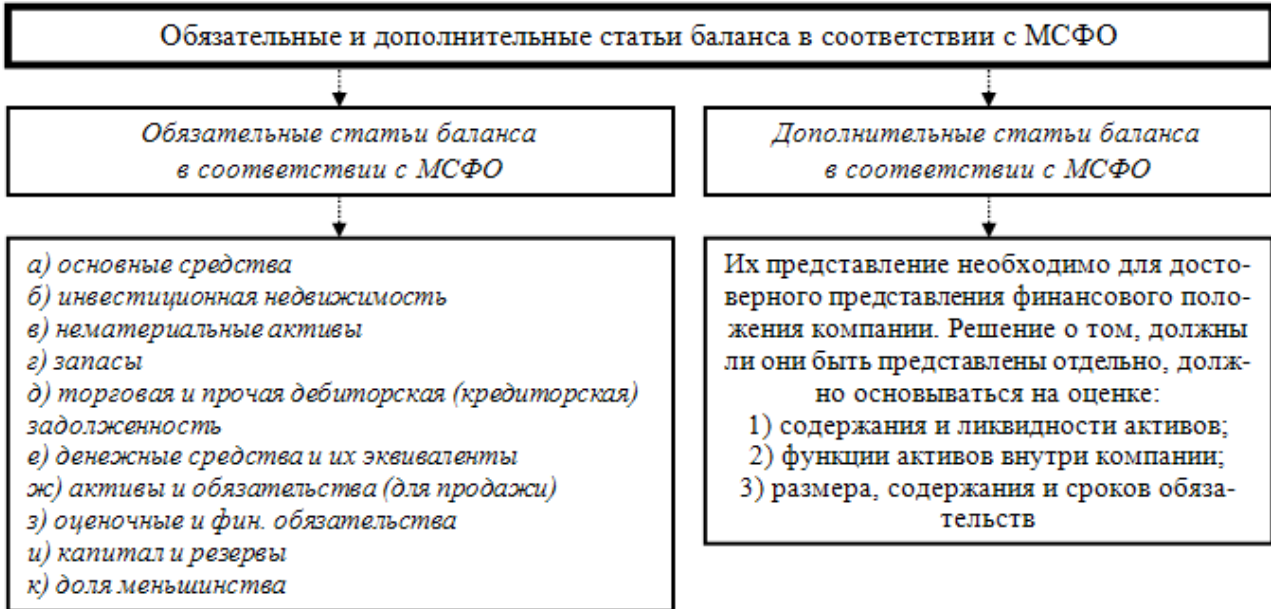 Обязательные и дополнительные статьи баланса в соответствии с МСФО
Обязательные статьи баланса
в соответствии с МСФО
а) основные средства
б) инвестиционная недвижимость
в) нематериальные активы
г) запасы
д) торговая и прочая дебиторская (кредиторская)
задолженность
е) денежные средства и их эквиваленты
ж) активы и обязательства (для продажи)
з) оценочные и фин. обязательства
и) капитал и резервы
к) доля меньшинства
Дополнительные статьи баланса
в соответствии с МСФО
Их представление необходимо для досто-
верного представления финансового поло-
жения компании. Решение о том, должны
ли они быть представлены отдельно, долж-
но основываться на оценке:
1) содержания и ликвидности активов;
2) функции активов внутри компании;
3) размера, содержания и сроков обяза-
тельств